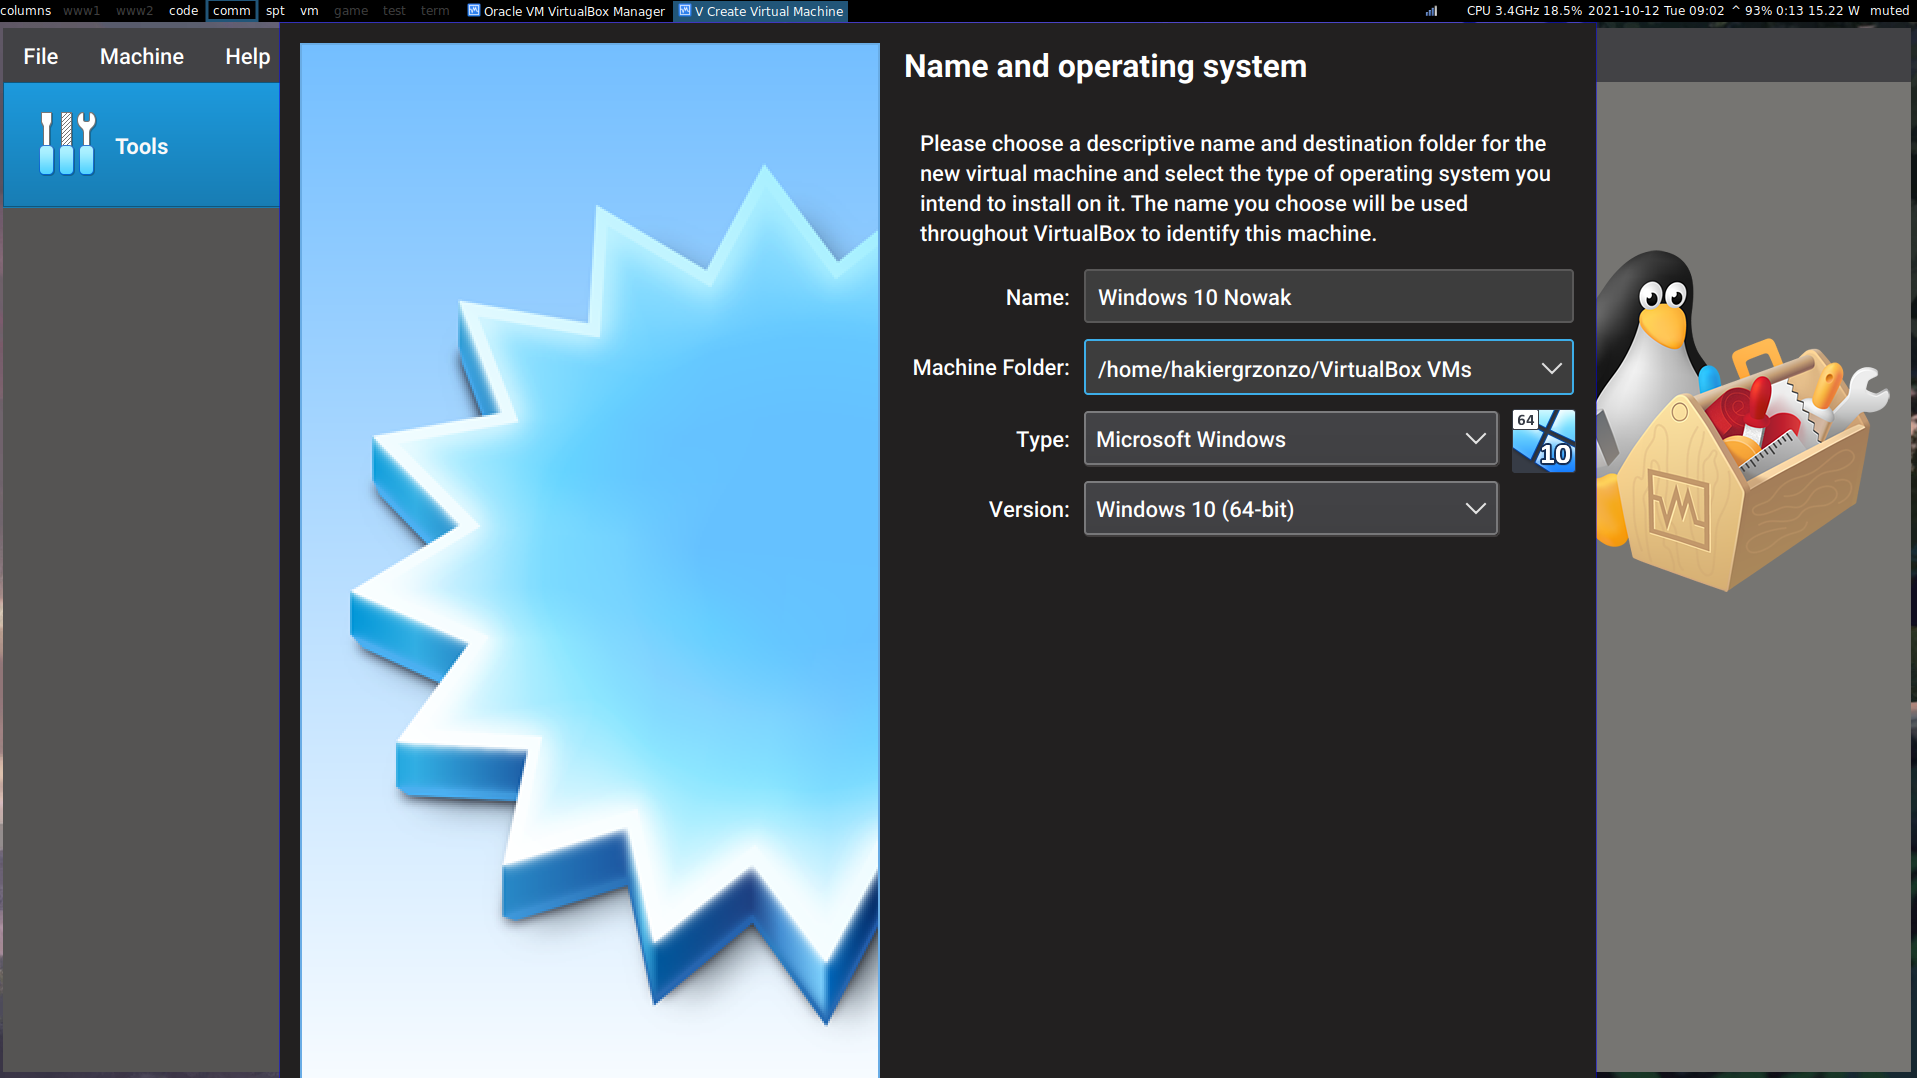 columns www1 www2 code comm spt vm game test term Oracle VM VirtualBox Manager V Create Virtual Machine CPU 3.4GHz 18.5% 2021-10-12 Tue 09:02 ^ 93% 0:13 15.22 W muted
File Machine Help
Tools
Name and operating system
Please choose a descriptive name and destination folder for the
new virtual machine and select the type of operating system you
intend to install on it. The name you choose will be used
throughout VirtualBox to identify this machine.
Name: Windows 10 Nowak
Machine Folder: /home/hakiergrzonzo/VirtualBox VMs
Type: Microsoft Windows
64
10
Version: Windows 10 (64-bit)